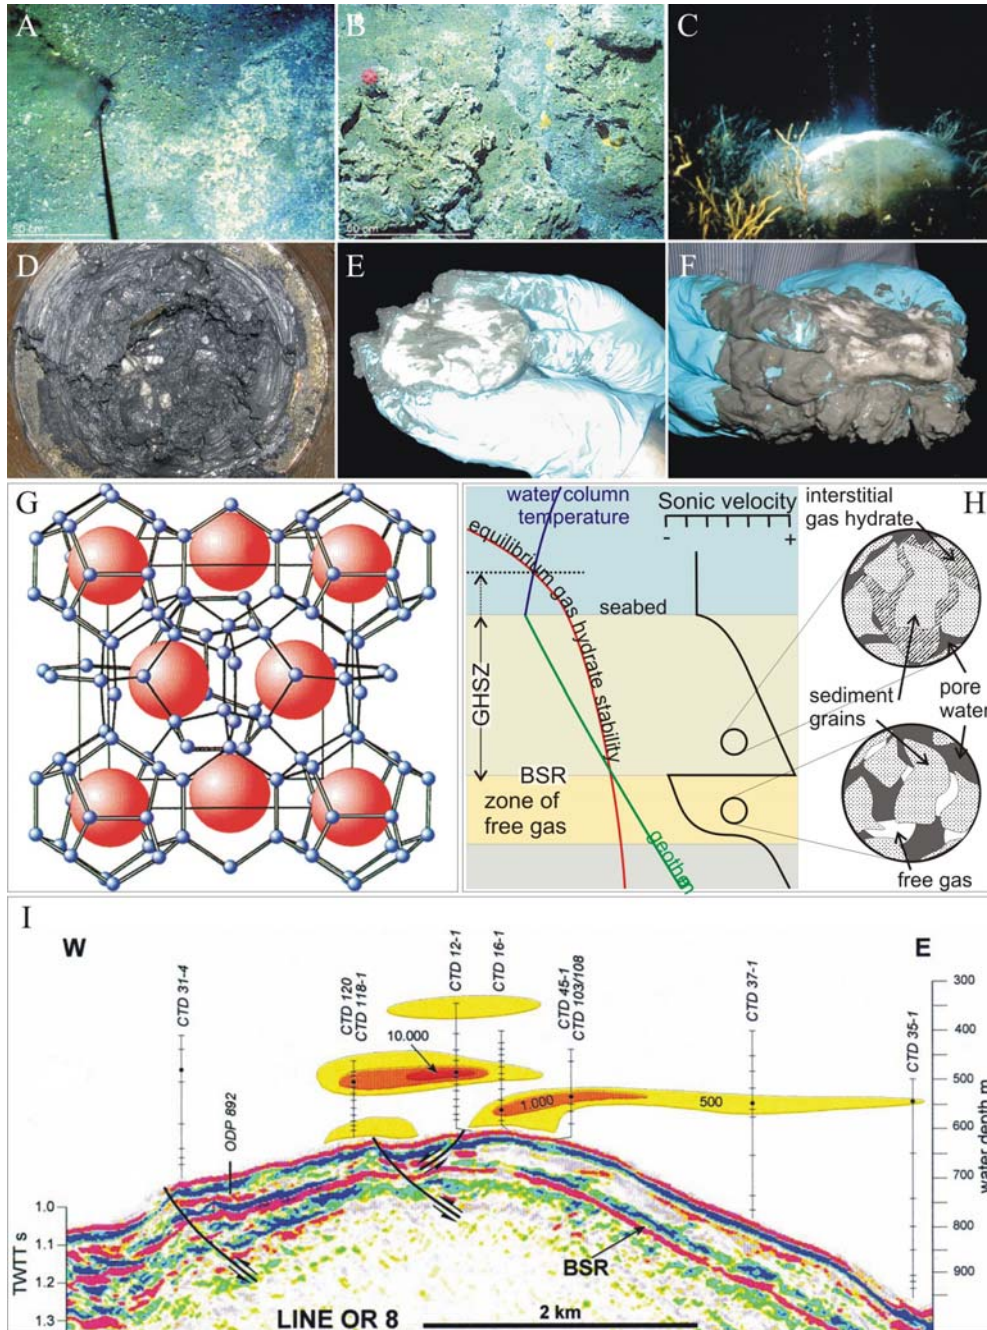 A
B
C
50 cm
50 cm
D
E
F
G
H
water column
temperature
Sonic velocity
- +
interstitial
gas hydrate
equilibrium gas hydrate stability
seabed
GHSZ
sediment
grains
pore
water
BSR
zone of
free gas
geotherm
free gas
I
W
E
CTD 31-4
ODP 892
CTD 120
CTD 118-1
CTD 12-1
CTD 16-1
CTD 45-1
CTD 103/108
CTD 37-1
CTD 35-1
10.000
1.000
500
300
400
500
600
700
800
900
water depth m
1.0
1.1
1.2
1.3
TWTT s
BSR
LINE OR 8
2 km